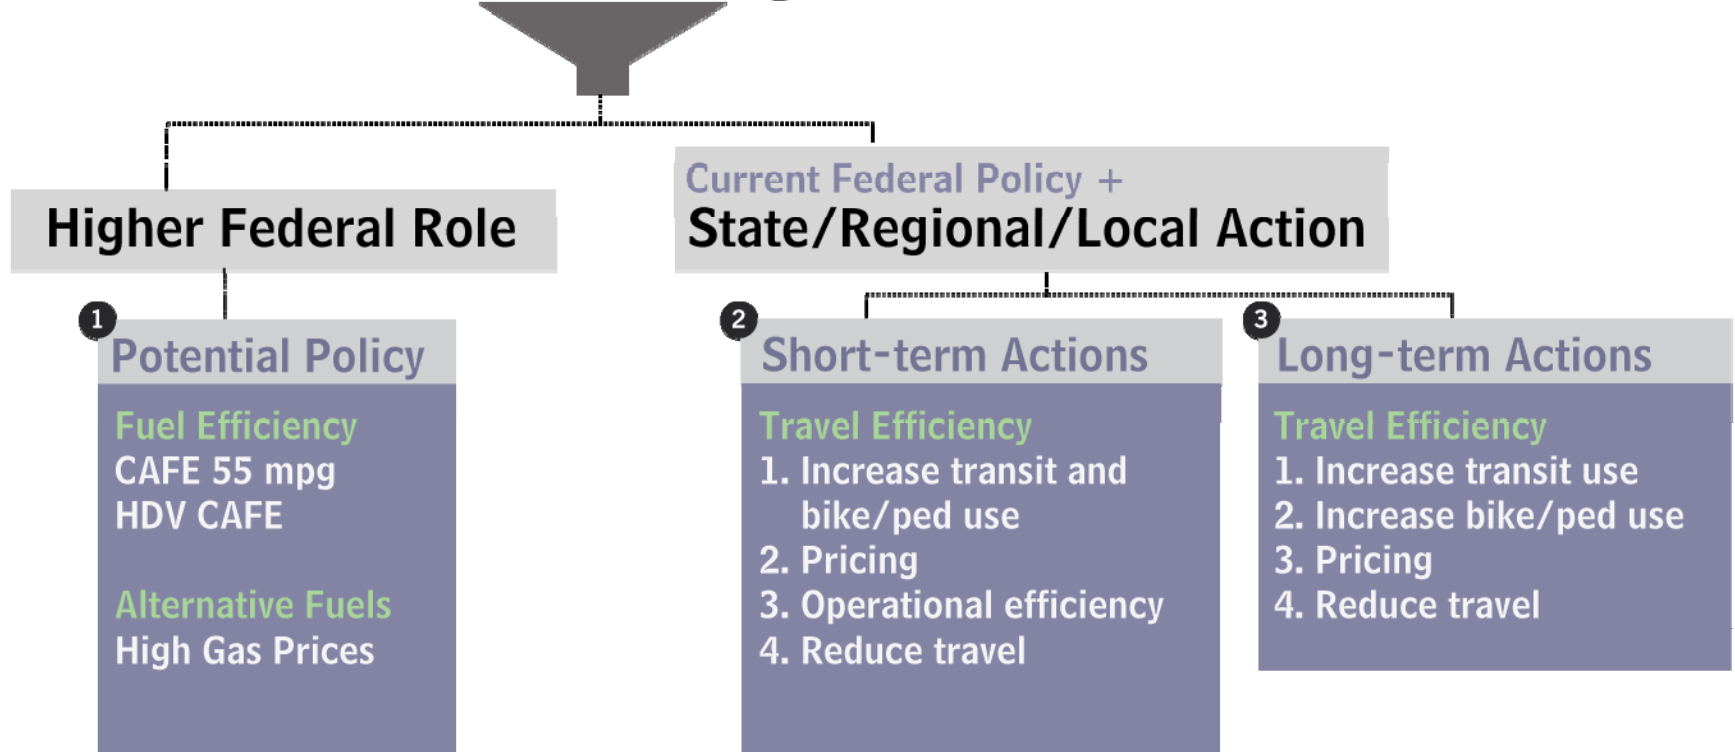 Higher Federal Role
Current Federal Policy +
State/Regional/Local Action
1
Potential Policy
Fuel Efficiency
CAFE 55 mpg
HDV CAFE
Alternative Fuels
High Gas Prices
2
Short-term Actions
Travel Efficiency
1. Increase transit and
bike/ped use
2. Pricing
3. Operational efficiency
4. Reduce travel
3
Long-term Actions
Travel Efficiency
1. Increase transit use
2. Increase bike/ped use
3. Pricing
4. Reduce travel